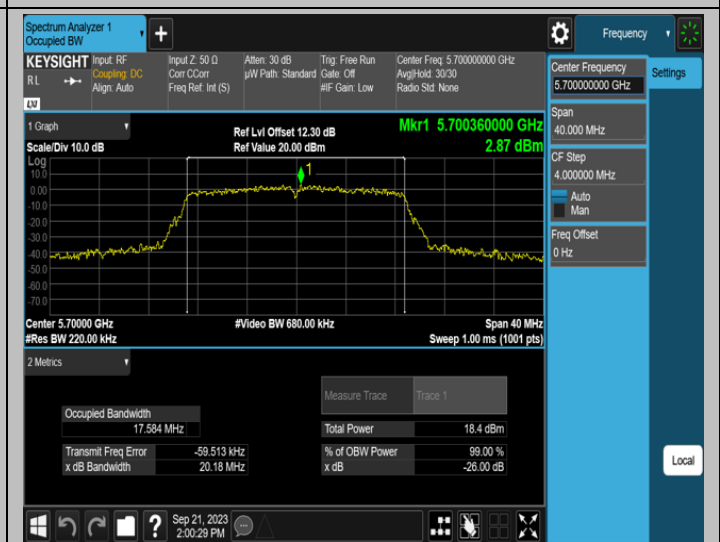 Spectrum Analyzer 1
Occupied BW
Frequency
KEYSIGHT
Input: RF
Coupling: DC
Align: Auto
Input Z: 50 Ω
Corr CCorr
Freq Ref: Int (S)
Atten: 30 dB
µW Path: Standard
Trig: Free Run
Gate: Off
#IF Gain: Low
Center Freq: 5.700000000 GHz
Avg|Hold: 30/30
Radio Std: None
RL
LXI
Center Frequency
5.700000000 GHz
Settings
Span
40.000 MHz
CF Step
4.000000 MHz
Auto
Man
Freq Offset
0 Hz
Local
1 Graph
Scale/Div 10.0 dB
Ref Lvl Offset 12.30 dB
Ref Value 20.00 dBm
Mkr1 5.700360000 GHz
2.87 dBm
Log
10.0
0.00
-10.0
-20.0
-30.0
-40.0
-50.0
-60.0
-70.0
1
Center 5.70000 GHz
#Res BW 220.00 kHz
#Video BW 680.00 kHz
Span 40 MHz
Sweep 1.00 ms (1001 pts)
2 Metrics
Measure Trace
Trace 1
Occupied Bandwidth
17.584 MHz
Total Power
18.4 dBm
Transmit Freq Error
-59.513 kHz
% of OBW Power
99.00 %
x dB Bandwidth
20.18 MHz
x dB
-26.00 dB
Sep 21, 2023
2:00:29 PM